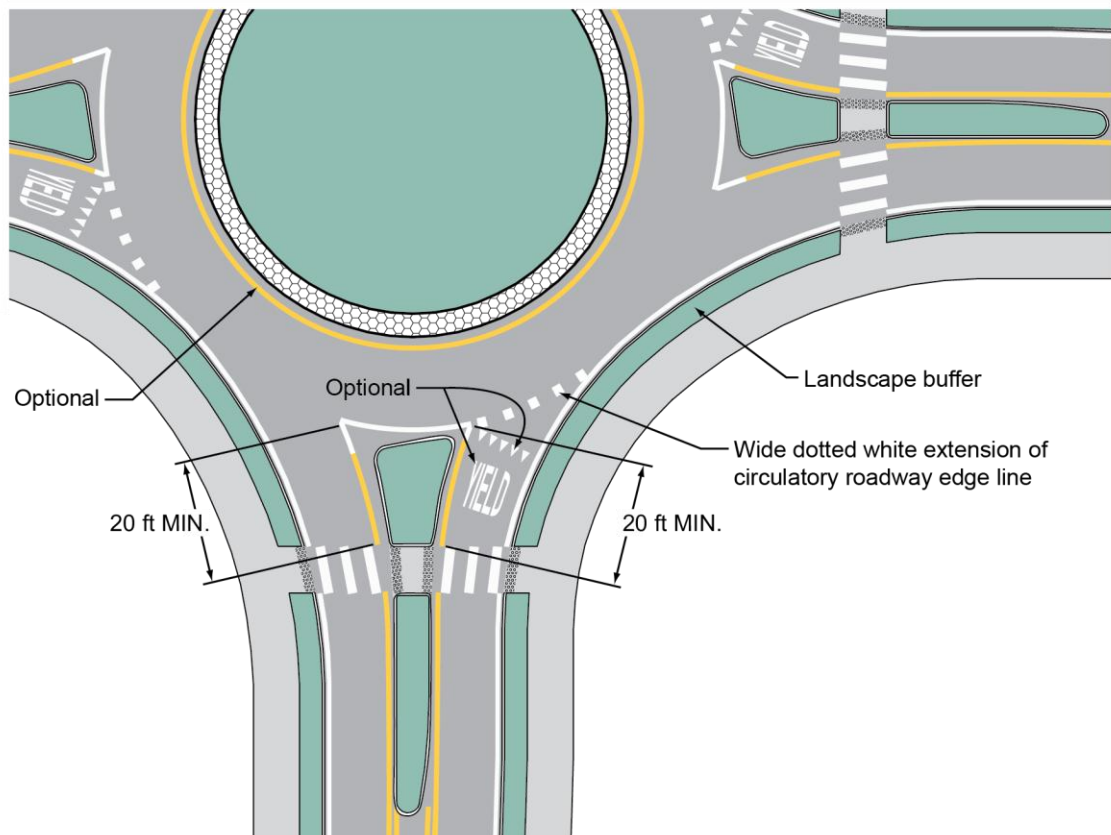 YIELD
YIELD
Optional
Optional
Landscape buffer
Wide dotted white extension of
circulatory roadway edge line
YIELD
20 ft MIN.
20 ft MIN.